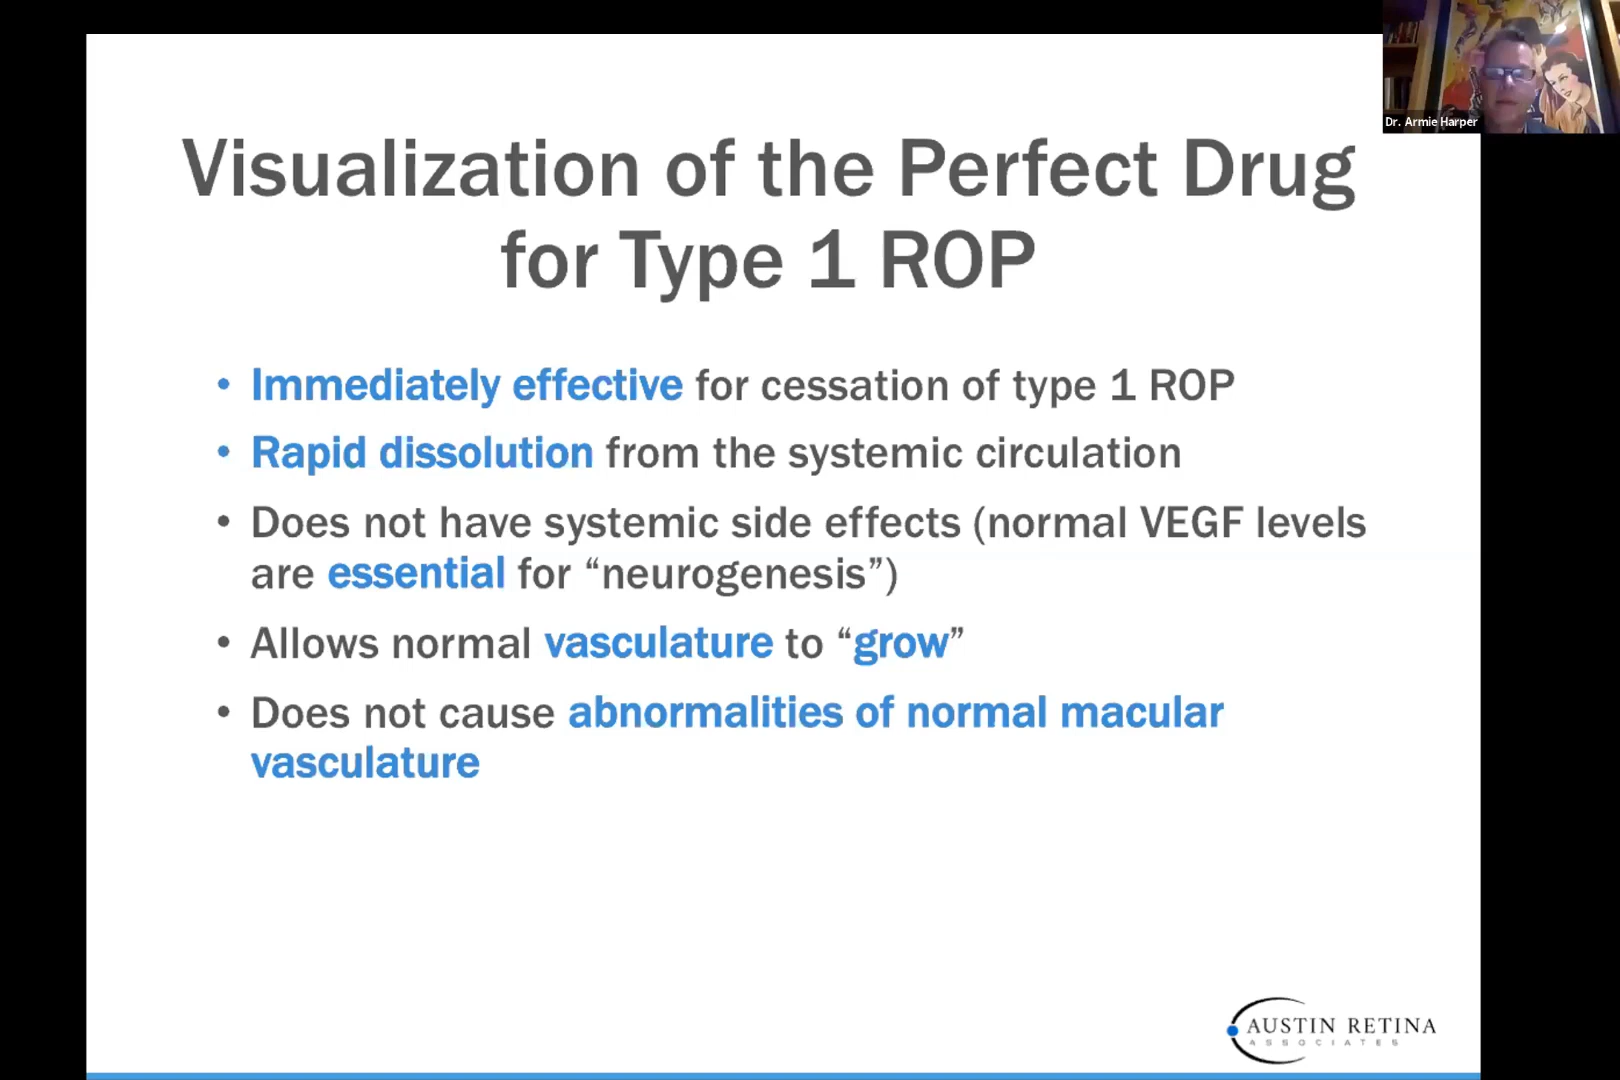 Dr. Armie Harper
Visualization of the Perfect Drug
for Type 1 ROP
• Immediately effective for cessation of type 1 ROP
• Rapid dissolution from the systemic circulation
• Does not have systemic side effects (normal VEGF levels
are essential for “neurogenesis”)
• Allows normal vasculature to “grow”
• Does not cause abnormalities of normal macular
vasculature
AUSTIN RETINA
ASSOCIATES